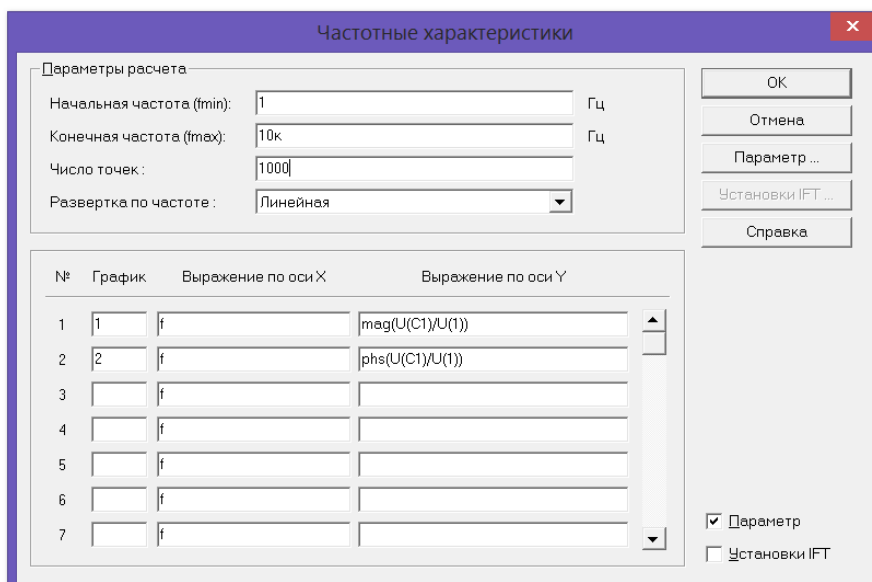 Частотные характеристики
Параметры расчета
Начальная частота (fmin): 1 Гц
Конечная частота (fmax): 10к Гц
Число точек : 1000
Развертка по частоте : Линейная
OK
Отмена
Параметр ...
Установки IFT ...
Справка
№ График Выражение по оси X Выражение по оси Y
1 1 f mag(U(C1)/U(1))
2 2 f phs(U(C1)/U(1))
3 f
4 f
5 f
6 f
7 f
Параметр
Установки IFT